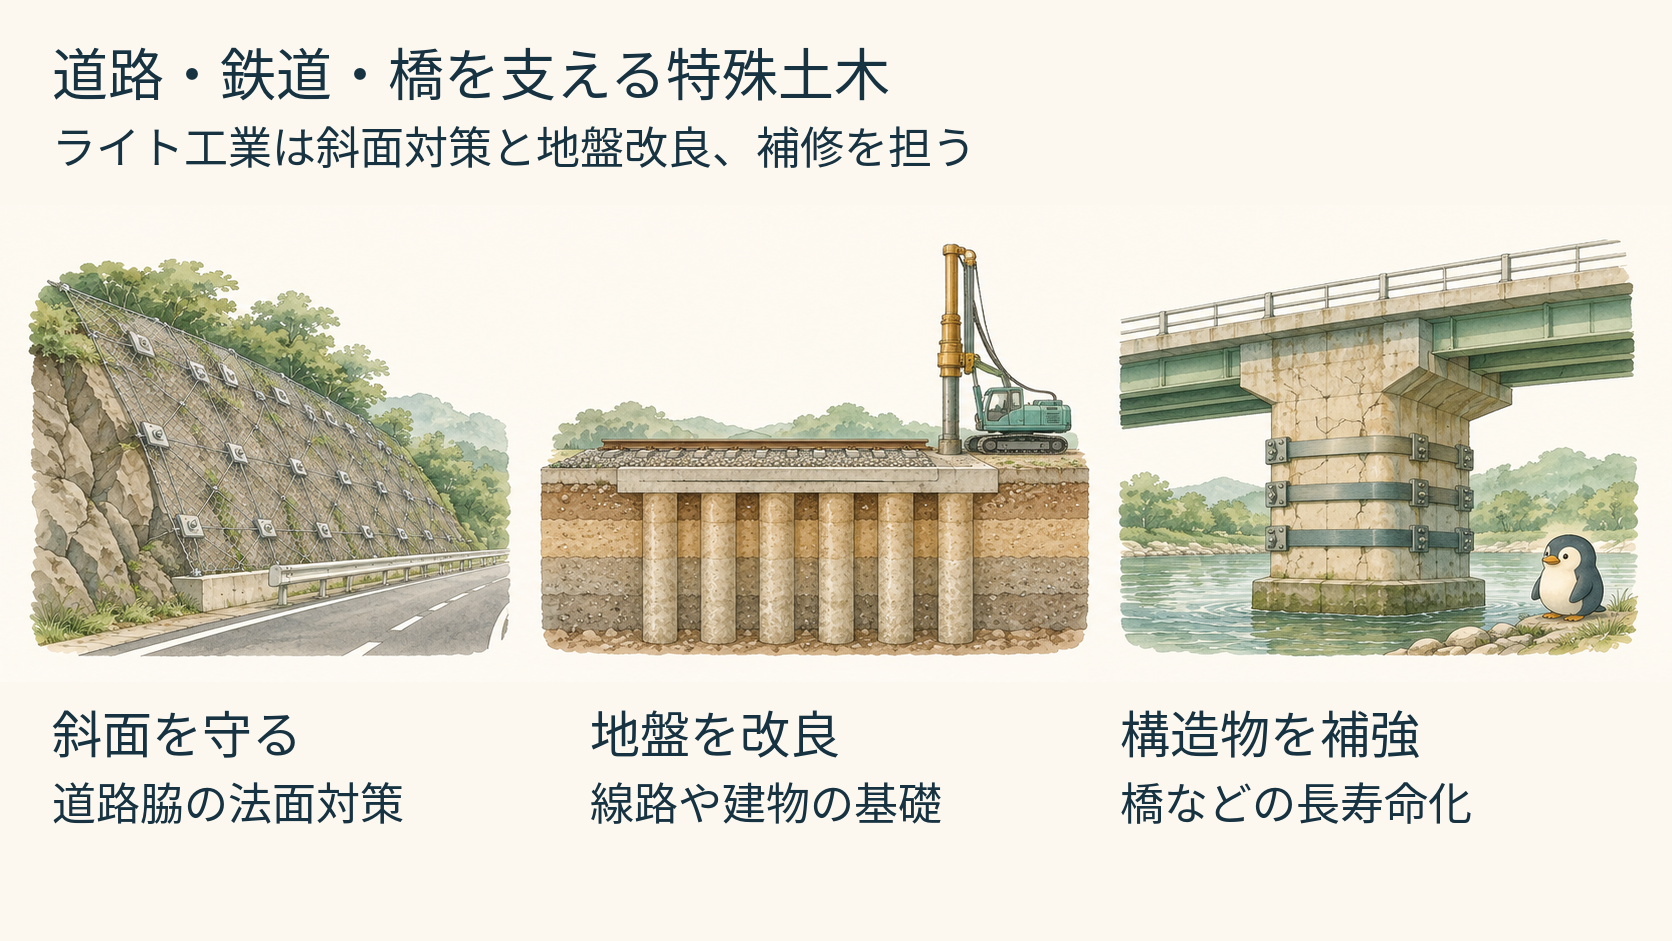 道路・鉄道・橋を支える特殊土木
ライト工業は斜面対策と地盤改良、補修を担う
斜面を守る
道路脇の法面対策
地盤を改良
線路や建物の基礎
構造物を補強
橋などの長寿命化